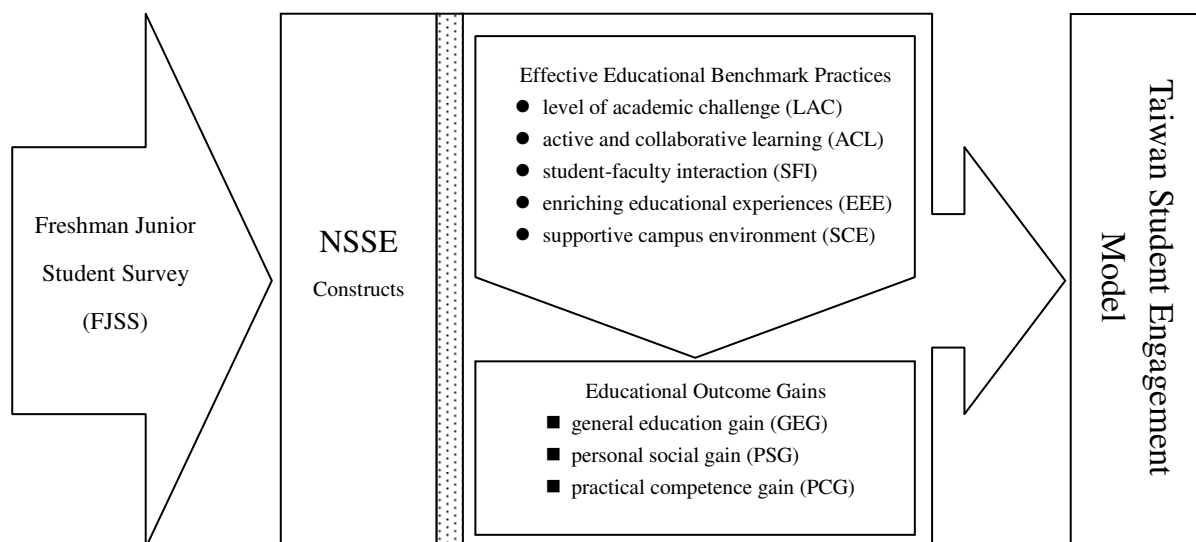 Freshman Junior
Student Survey
(FJSS)
NSSE
Constructs
Effective Educational Benchmark Practices
● level of academic challenge (LAC)
● active and collaborative learning (ACL)
● student-faculty interaction (SFI)
● enriching educational experiences (EEE)
● supportive campus environment (SCE)
Educational Outcome Gains
■ general education gain (GEG)
■ personal social gain (PSG)
■ practical competence gain (PCG)
Taiwan Student Engagement
Model